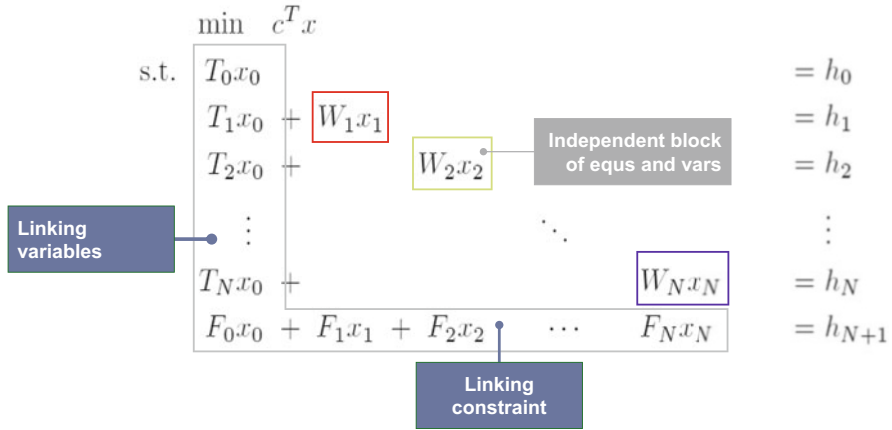 min c^T x
s.t. T_0x_0 = h_0
T_1x_0 + W_1x_1 = h_1
T_2x_0 + W_2x_2 = h_2
Independent block
of equs and vars
⋮ ⋱ ⋮
Linking
variables
T_Nx_0 + W_Nx_N = h_N
F_0x_0 + F_1x_1 + F_2x_2 ⋯ F_Nx_N = h_{N+1}
Linking
constraint